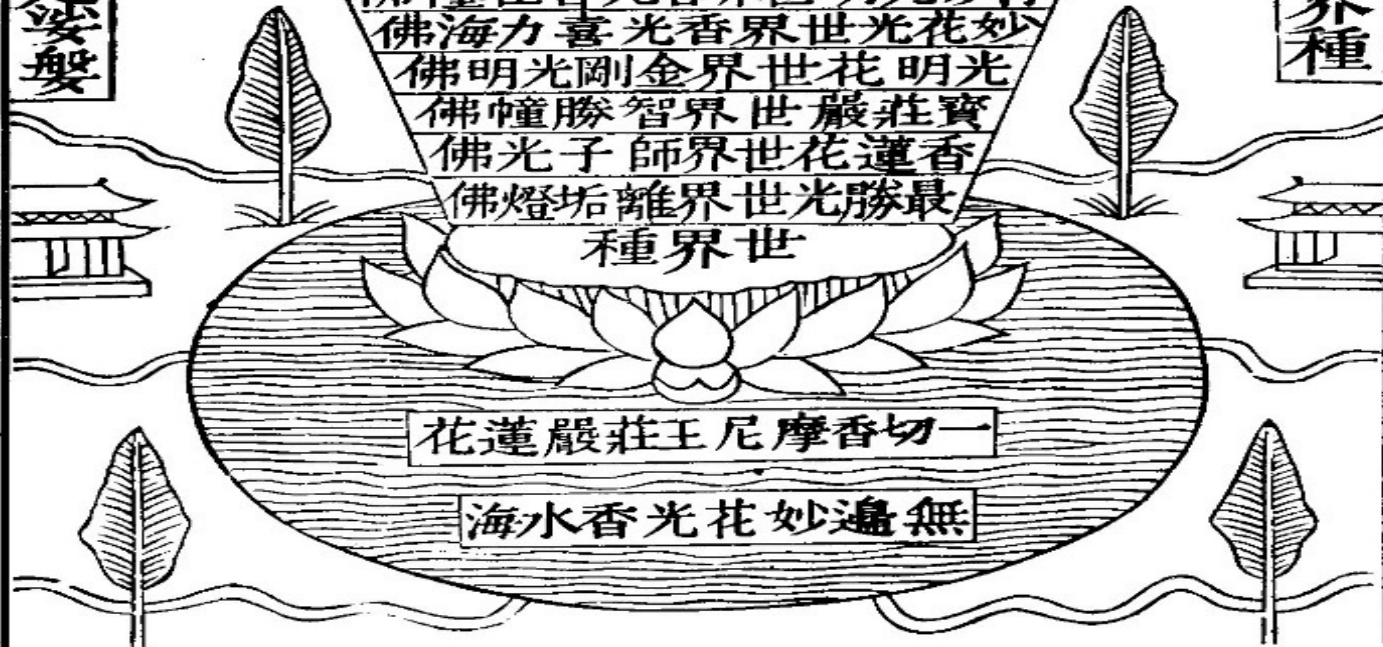 界種
妙花光世界香光喜力海佛
光明花世界金剛光明佛
寶莊嚴世界智勝幢佛
香蓮花世界師子光佛
最勝光世界離垢燈佛
世界種
一切香摩尼王莊嚴蓮花
無邊妙花光香水海